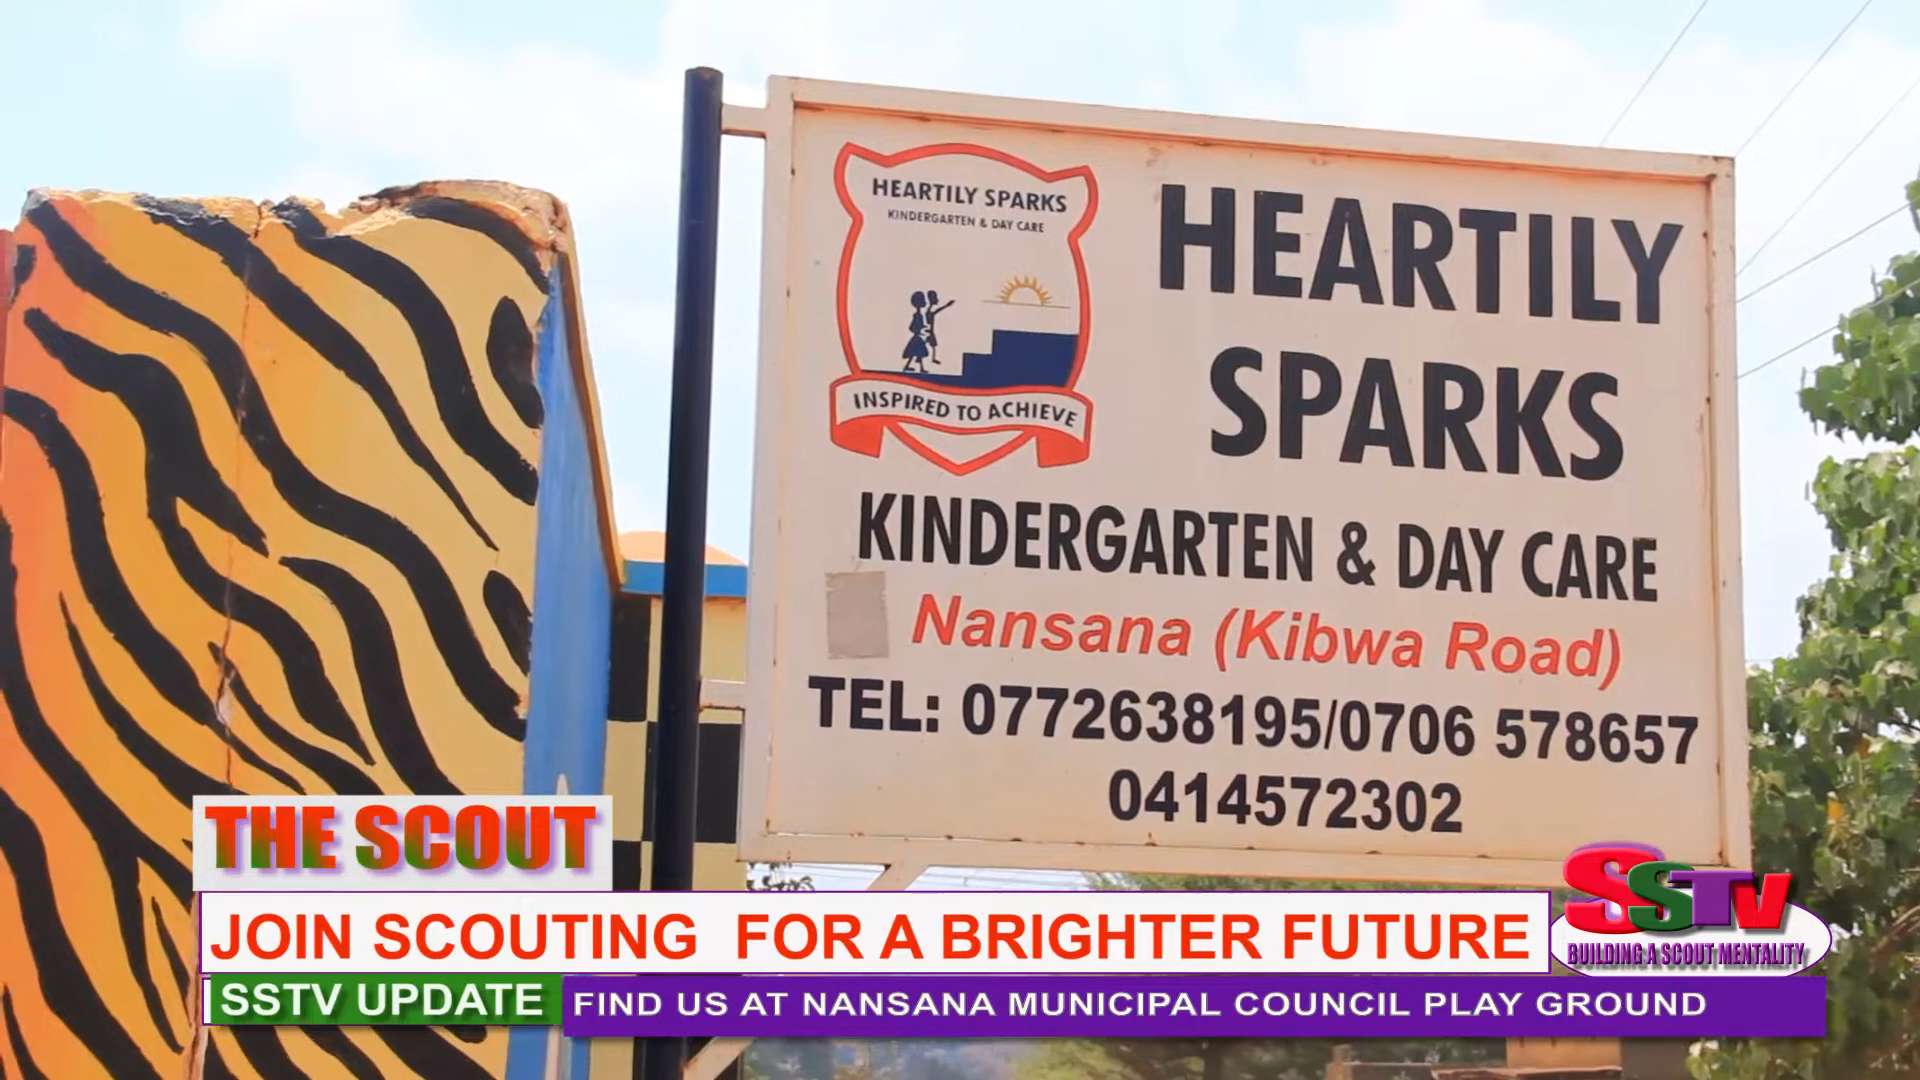 HEARTILY SPARKS
KINDERGARTEN & DAY CARE
INSPIRED TO ACHIEVE
HEARTILY
SPARKS
KINDERGARTEN & DAY CARE
Nansana (Kibwa Road)
TEL: 0772638195/0706 578657
0414572302
THE SCOUT
JOIN SCOUTING FOR A BRIGHTER FUTURE
SSTV
BUILDING A SCOUT MENTALITY
SSTV UPDATE
FIND US AT NANSANA MUNICIPAL COUNCIL PLAY GROUND